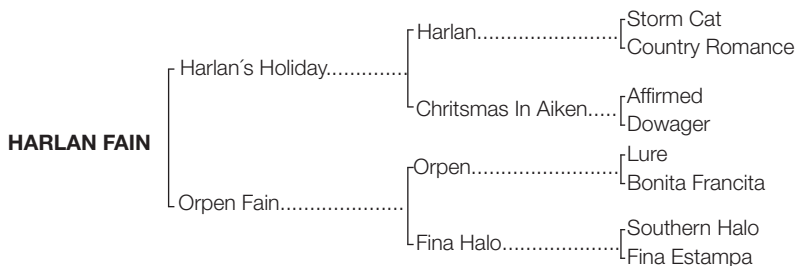 Storm Cat
Harlan.......................
Country Romance
Harlan´s Holiday.............
Affirmed
Chritsmas In Aiken.....
Dowager
HARLAN FAIN
Lure
Orpen.......................
Bonita Francita
Orpen Fain....................
Southern Halo
Fina Halo...................
Fina Estampa